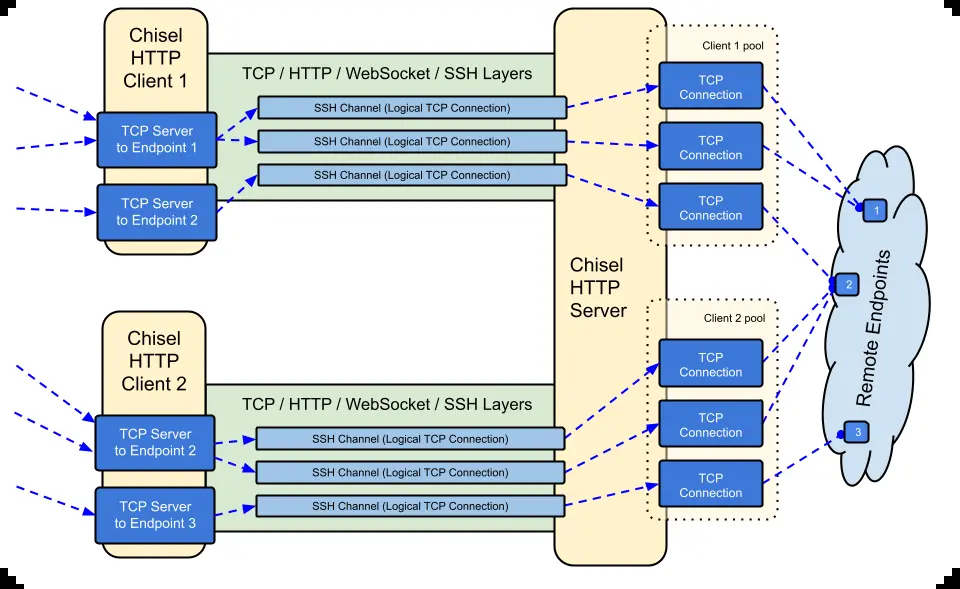 Chisel
HTTP
Client 1
TCP / HTTP / WebSocket / SSH Layers
SSH Channel (Logical TCP Connection)
SSH Channel (Logical TCP Connection)
SSH Channel (Logical TCP Connection)
TCP Server
to Endpoint 1
TCP Server
to Endpoint 2
Chisel
HTTP
Server
Client 1 pool
TCP
Connection
TCP
Connection
TCP
Connection
Chisel
HTTP
Client 2
TCP / HTTP / WebSocket / SSH Layers
SSH Channel (Logical TCP Connection)
SSH Channel (Logical TCP Connection)
SSH Channel (Logical TCP Connection)
TCP Server
to Endpoint 2
TCP Server
to Endpoint 3
Client 2 pool
TCP
Connection
TCP
Connection
TCP
Connection
1
2
3
Remote Endpoints